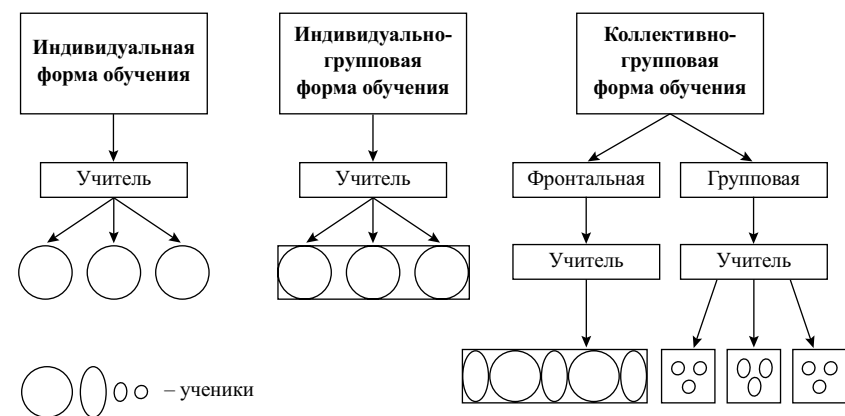 Индивидуальная
форма обучения
Индивидуально-
групповая
форма обучения
Коллективно-
групповая
форма обучения
Учитель
Учитель
Фронтальная
Групповая
Учитель
Учитель
– ученики